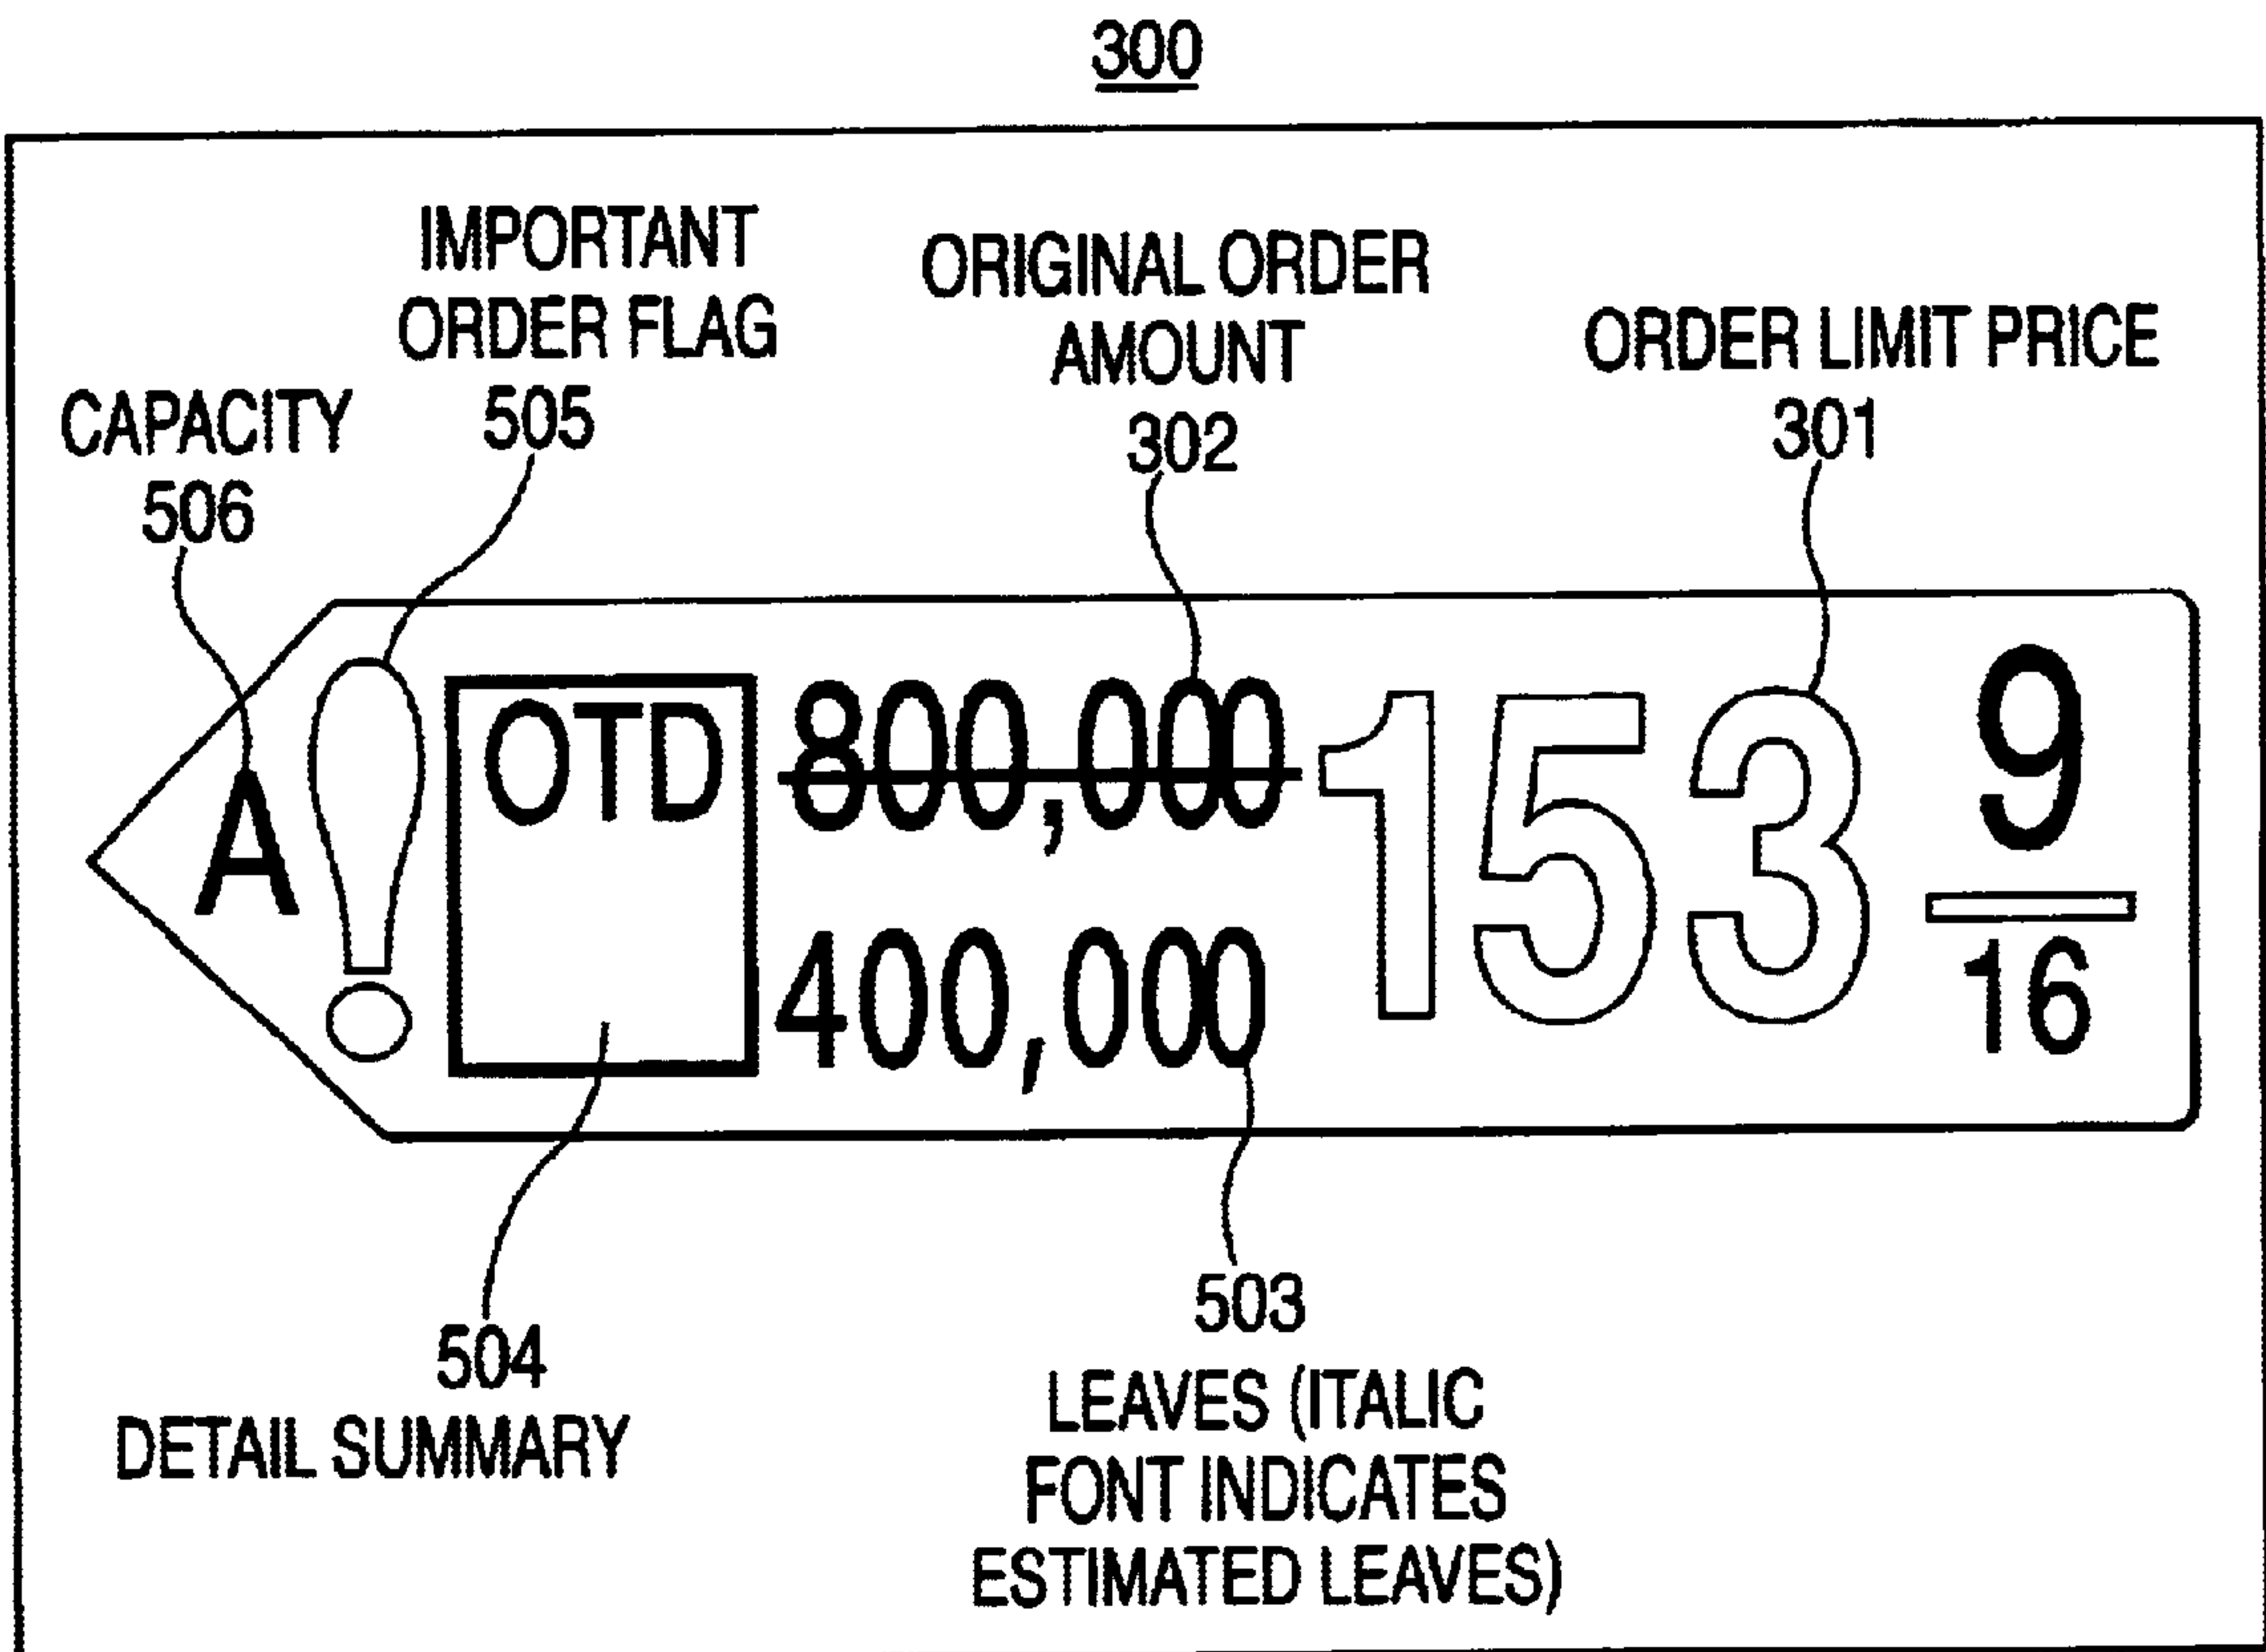 300
IMPORTANT
ORDER FLAG
505
ORIGINAL ORDER
AMOUNT
302
ORDER LIMIT PRICE
301
CAPACITY
506
A
!
OTD
800,000
400,000
153 9/16
503
LEAVES (ITALIC
FONT INDICATES
ESTIMATED LEAVES)
504
DETAIL SUMMARY